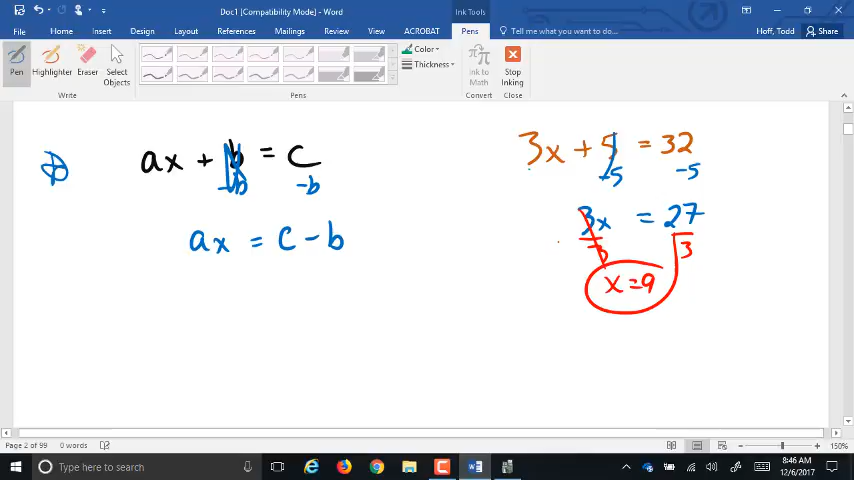 Doc1 [Compatibility Mode] - Word
Ink Tools
Hoff, Todd
File
Home
Insert
Design
Layout
References
Mailings
Review
View
ACROBAT
Pens
Tell me what you want to do...
Share
Pen
Highlighter
Eraser
Select Objects
Color
Thickness
Ink to Math
Stop Inking
Write
Pens
Convert
Close
ax + b = c
-b -b
ax = c - b
3x + 5 = 32
-5 -5
3x = 27
3 3
x = 9
Page 2 of 99
0 words
150%
Type here to search
8:46 AM
12/6/2017